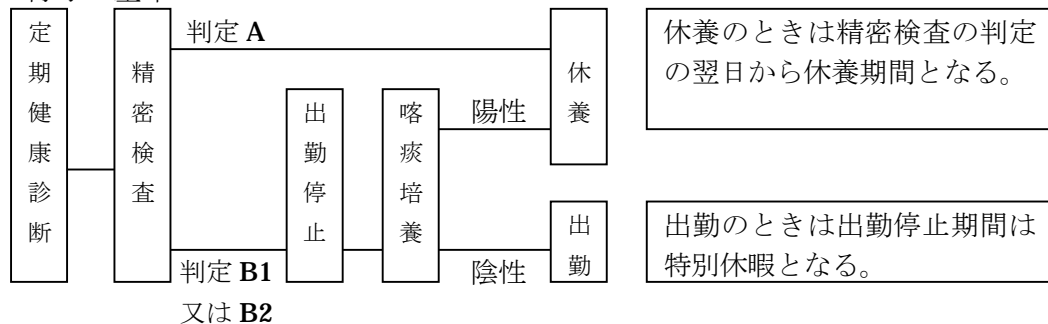 定期健康診断
精密検査
判定 A
出勤停止
喀痰培養
陽性
休養
休養のときは精密検査の判定
の翌日から休養期間となる。
判定 B1
又は B2
陰性
出勤
出勤のときは出勤停止期間は
特別休暇となる。